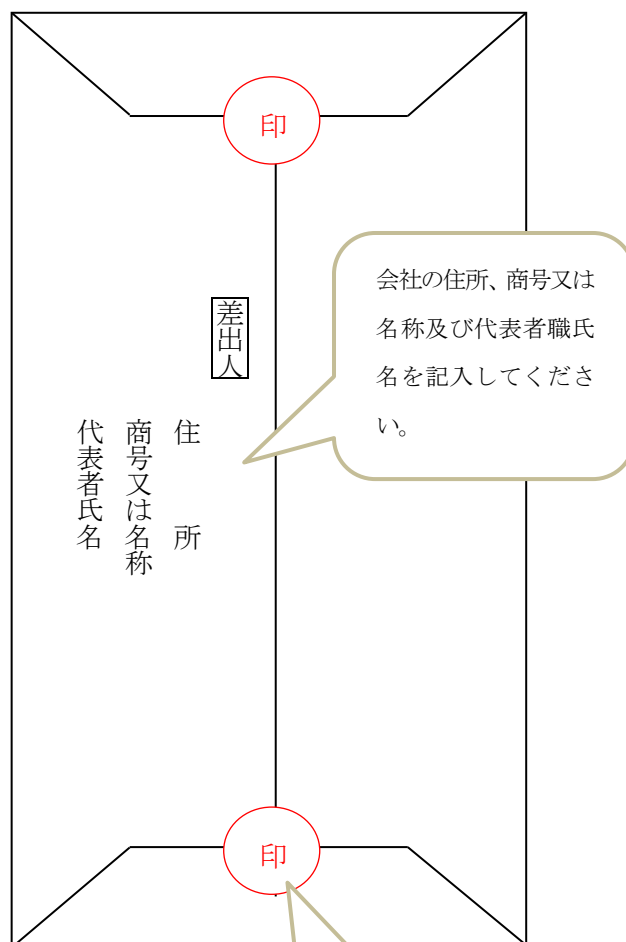 印
会社の住所、商号又は
名称及び代表者職氏
名を記入してくださ
い。
差出人
住　　所
商号又は名称
代表者氏名
印